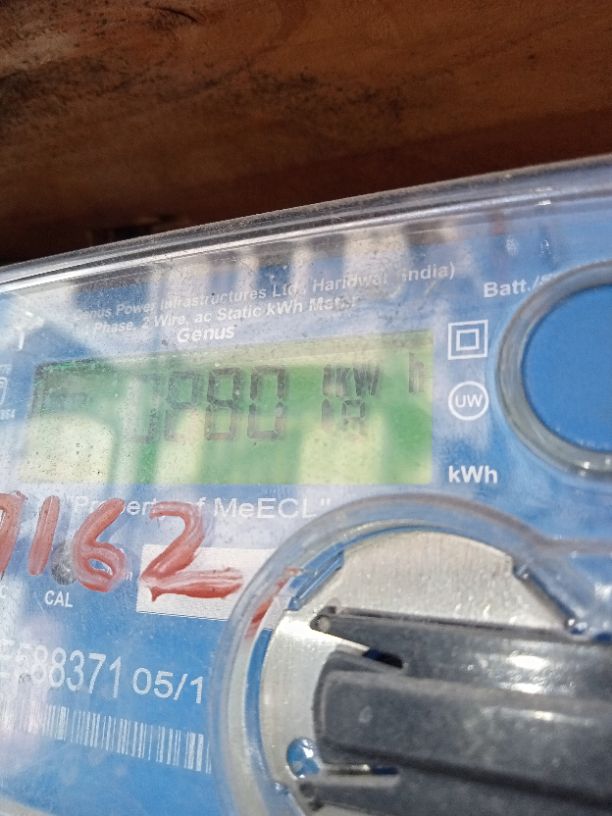 Genus Power Infrastructures Ltd. Haridwar India)
Phase, 2 Wire, ac Static kWh Meter
Genus
Batt./
UW
kWh
"Property of MeECL"
162
CAL
588371 05/1